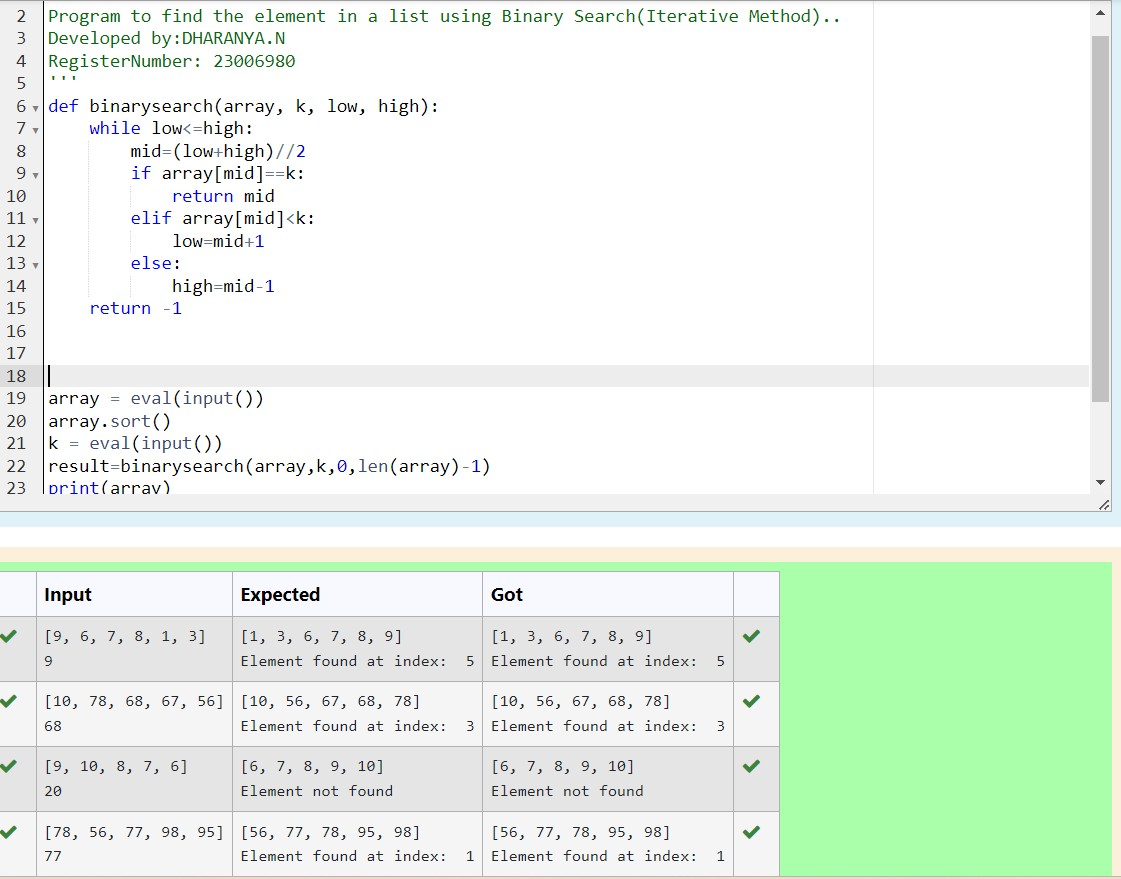 2 Program to find the element in a list using Binary Search(Iterative Method)..
3 Developed by:DHARANYA.N
4 RegisterNumber: 23006980
5 '''
6 def binarysearch(array, k, low, high):
7     while low<=high:
8         mid=(low+high)//2
9         if array[mid]==k:
10             return mid
11         elif array[mid]<k:
12             low=mid+1
13         else:
14             high=mid-1
15     return -1
16
17
18
19 array = eval(input())
20 array.sort()
21 k = eval(input())
22 result=binarysearch(array,k,0,len(array)-1)
23 print(array)
Input Expected Got
[9, 6, 7, 8, 1, 3] [1, 3, 6, 7, 8, 9] [1, 3, 6, 7, 8, 9]
9 Element found at index:  5 Element found at index:  5
[10, 78, 68, 67, 56] [10, 56, 67, 68, 78] [10, 56, 67, 68, 78]
68 Element found at index:  3 Element found at index:  3
[9, 10, 8, 7, 6] [6, 7, 8, 9, 10] [6, 7, 8, 9, 10]
20 Element not found Element not found
[78, 56, 77, 98, 95] [56, 77, 78, 95, 98] [56, 77, 78, 95, 98]
77 Element found at index:  1 Element found at index:  1